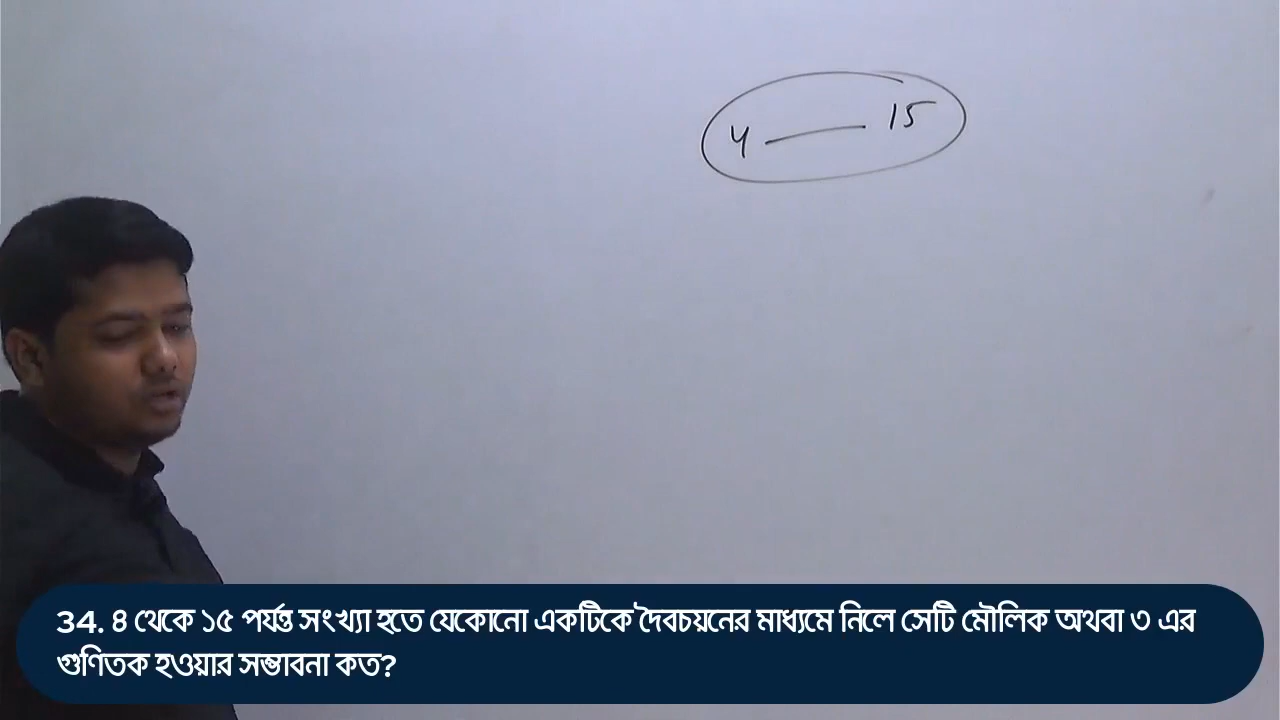 4 — 15
34. ৪ থেকে ১৫ পর্যন্ত সংখ্যা হতে যেকোনো একটিকে দৈবচয়নের মাধ্যমে নিলে সেটি মৌলিক অথবা ৩ এর
গুণিতক হওয়ার সম্ভাবনা কত?